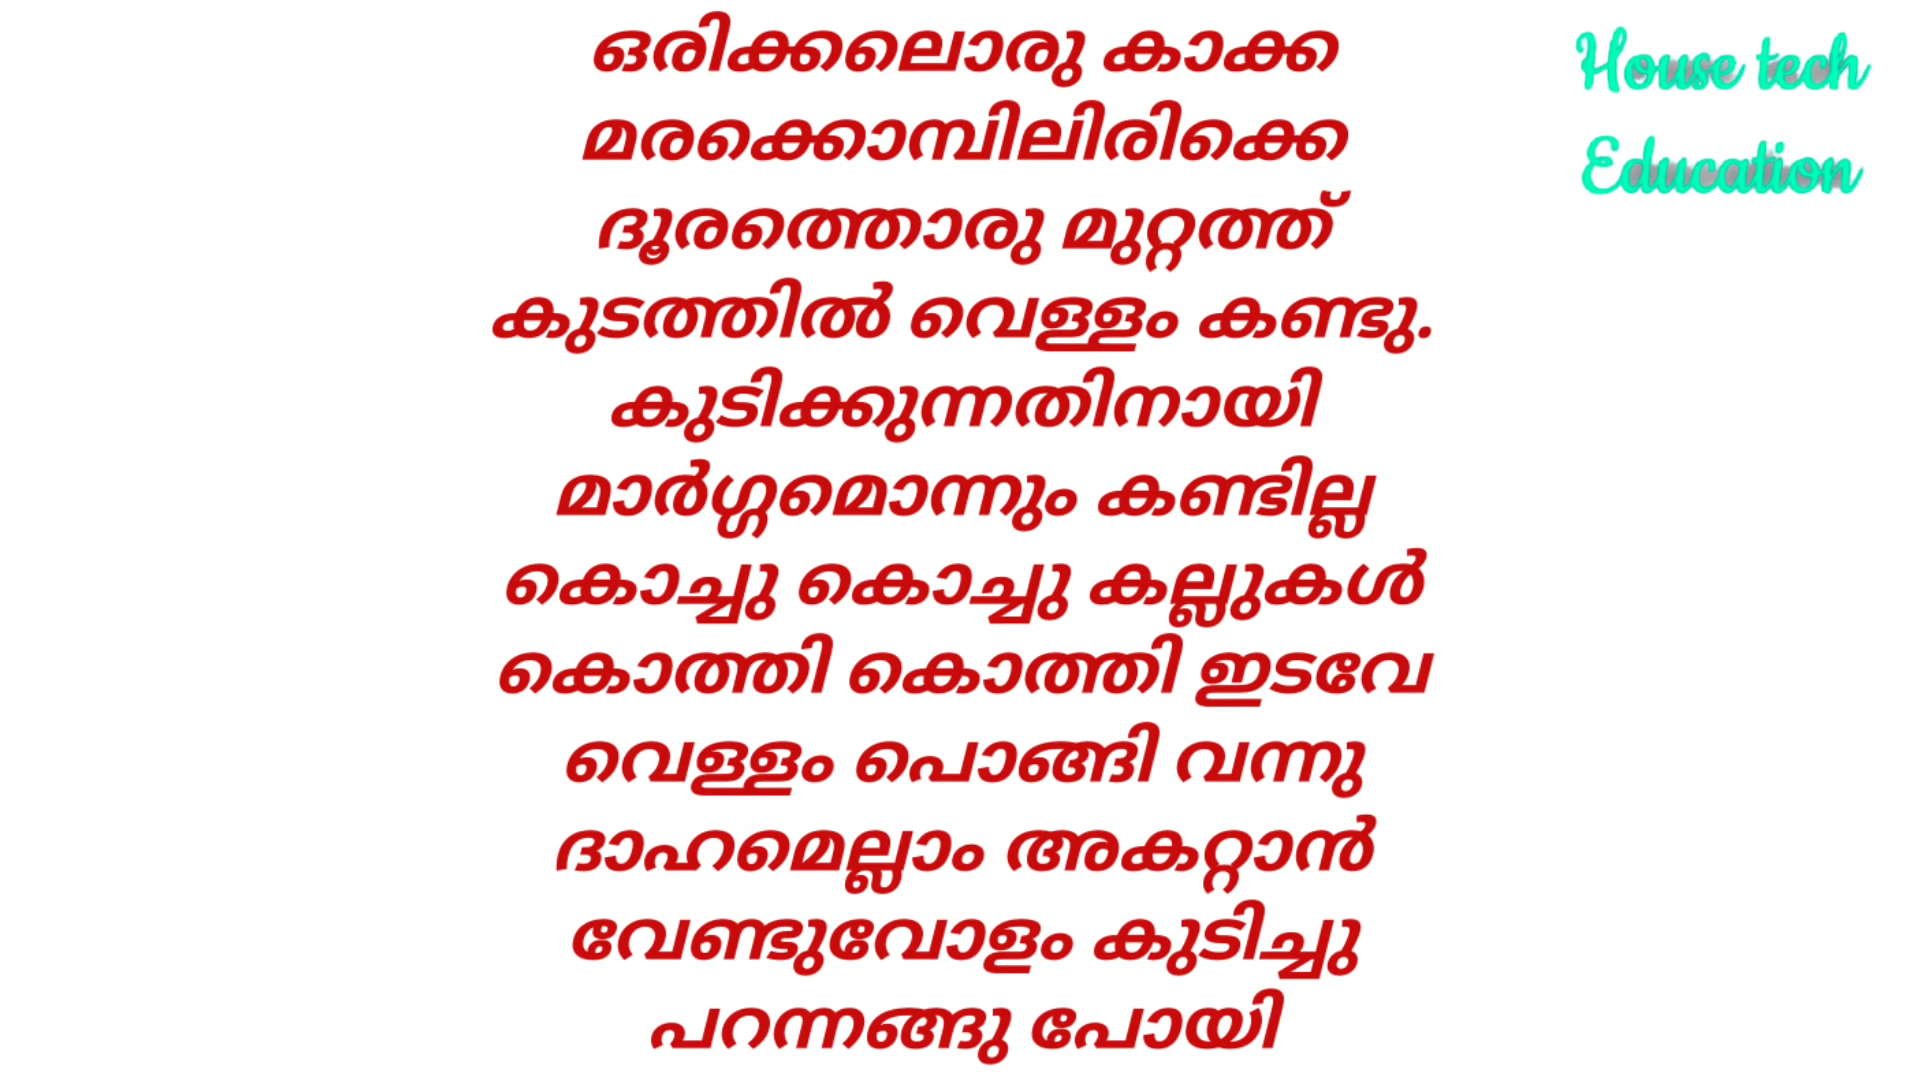 ഒരിക്കലൊരു കാക്ക
മരക്കൊമ്പിലിരിക്കെ
ദൂരത്തൊരു മുറ്റത്ത്
കുടത്തിൽ വെള്ളം കണ്ടു.
കുടിക്കുന്നതിനായി
മാർഗ്ഗമൊന്നും കണ്ടില്ല
കൊച്ചു കൊച്ചു കല്ലുകൾ
കൊത്തി കൊത്തി ഇടവേ
വെള്ളം പൊങ്ങി വന്നു
ദാഹമെല്ലാം അകറ്റാൻ
വേണ്ടുവോളം കുടിച്ചു
പറന്നങ്ങു പോയി
House tech
Education